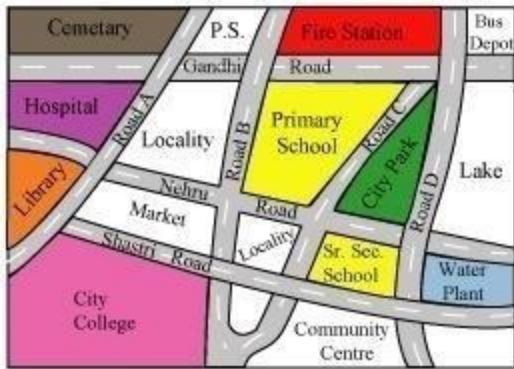 Cemetary
P.S.
Fire Station
Bus
Depot
Gandhi Road
Hospital
Road A
Locality
Road B
Primary
School
Road C
City Park
Road D
Lake
Library
Nehru Road
Market
Locality
Shastri Road
Sr. Sec.
School
Water
Plant
City
College
Community
Centre